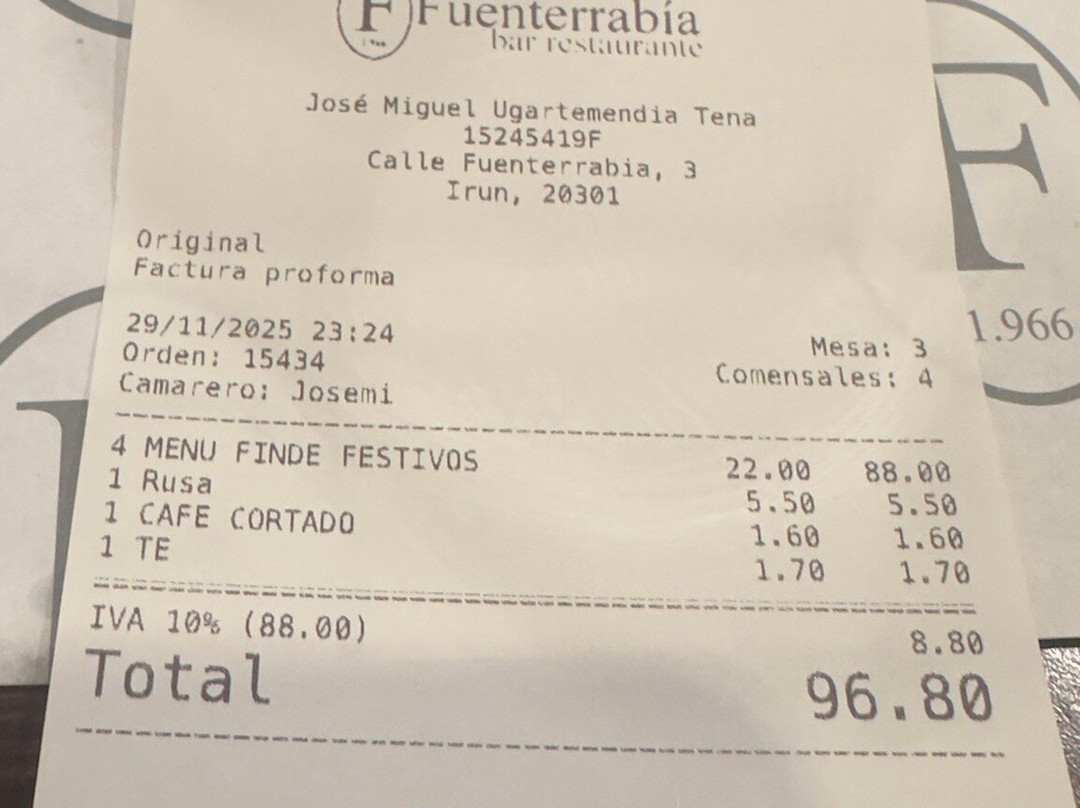 F Fuenterrabía
bar restaurante
José Miguel Ugartemendia Tena
15245419F
Calle Fuenterrabia, 3
Irun, 20301
Original
Factura proforma
29/11/2025 23:24
Orden: 15434 Mesa: 3
Camarero: Josemi Comensales: 4
4 MENU FINDE FESTIVOS 22.00 88.00
1 Rusa 5.50 5.50
1 CAFE CORTADO 1.60 1.60
1 TE 1.70 1.70
IVA 10% (88.00) 8.80
Total 96.80
F
1.966